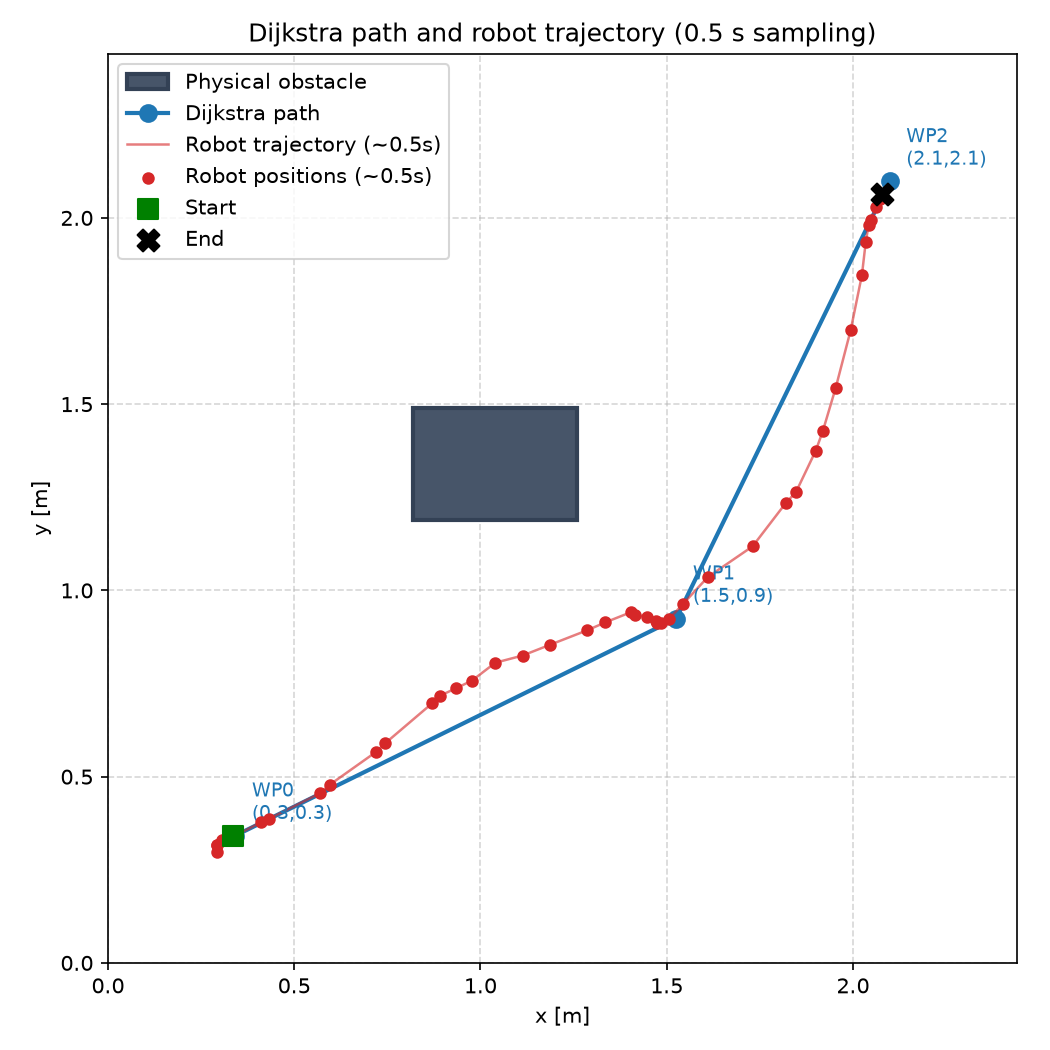 Dijkstra path and robot trajectory (0.5 s sampling)
Physical obstacle
Dijkstra path
Robot trajectory (~0.5s)
Robot positions (~0.5s)
Start
End
WP2
(2.1,2.1)
WP1
(1.5,0.9)
WP0
(0.3,0.3)
2.0
1.5
1.0
0.5
0.0
y [m]
0.0 0.5 1.0 1.5 2.0
x [m]